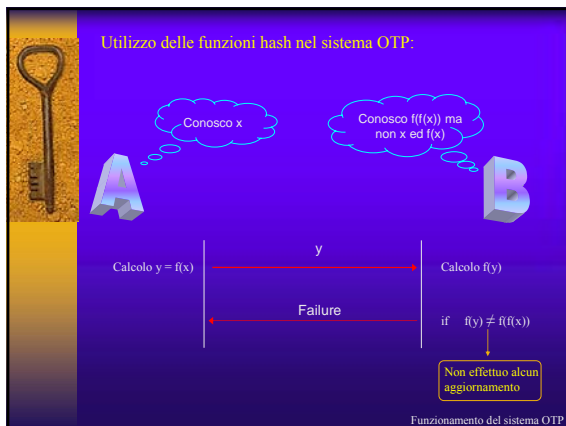 Utilizzo delle funzioni hash nel sistema OTP:
Conosco x
Conosco f(f(x)) ma
non x ed f(x)
A
B
y
Calcolo y = f(x)
Calcolo f(y)
Failure
if f(y) ≠ f(f(x))
Non effettuo alcun
aggiornamento
Funzionamento del sistema OTP